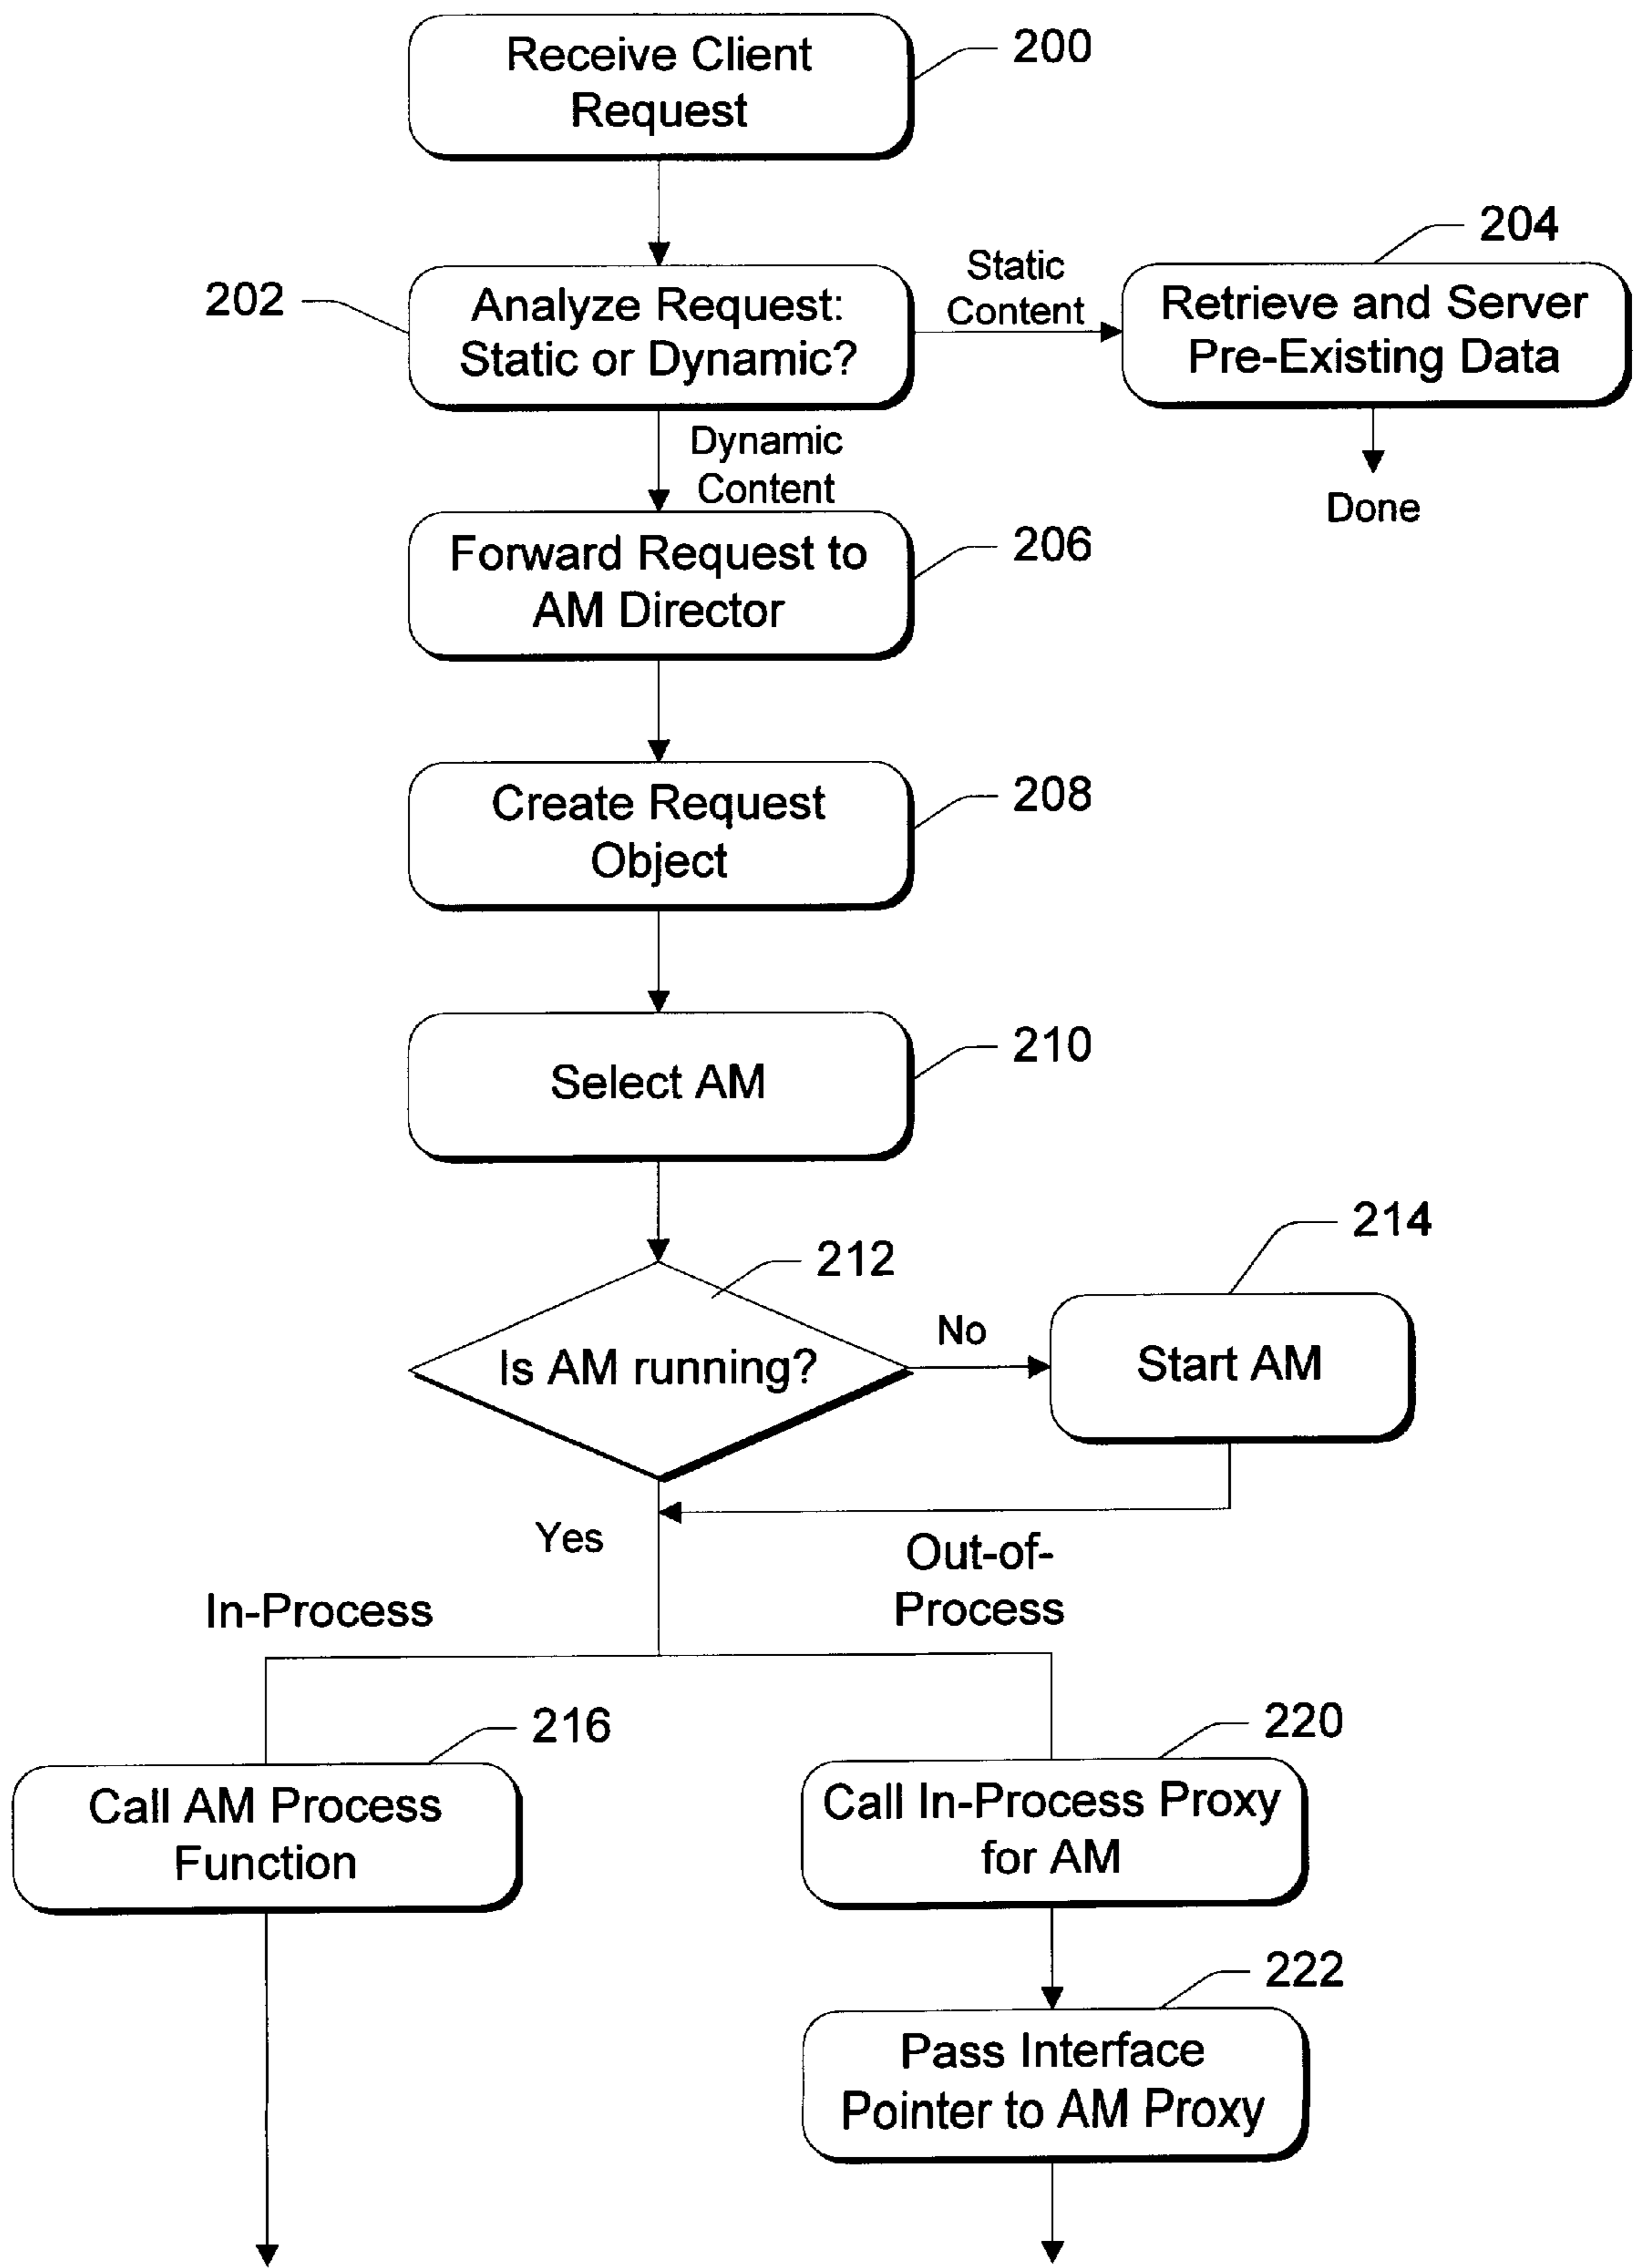 Receive Client
Request
200
202
Analyze Request:
Static or Dynamic?
Static
Content
204
Retrieve and Server
Pre-Existing Data
Done
Dynamic
Content
Forward Request to
AM Director
206
Create Request
Object
208
Select AM
210
212
Is AM running?
No
214
Start AM
Yes
In-Process
Out-of-
Process
216
Call AM Process
Function
220
Call In-Process Proxy
for AM
222
Pass Interface
Pointer to AM Proxy